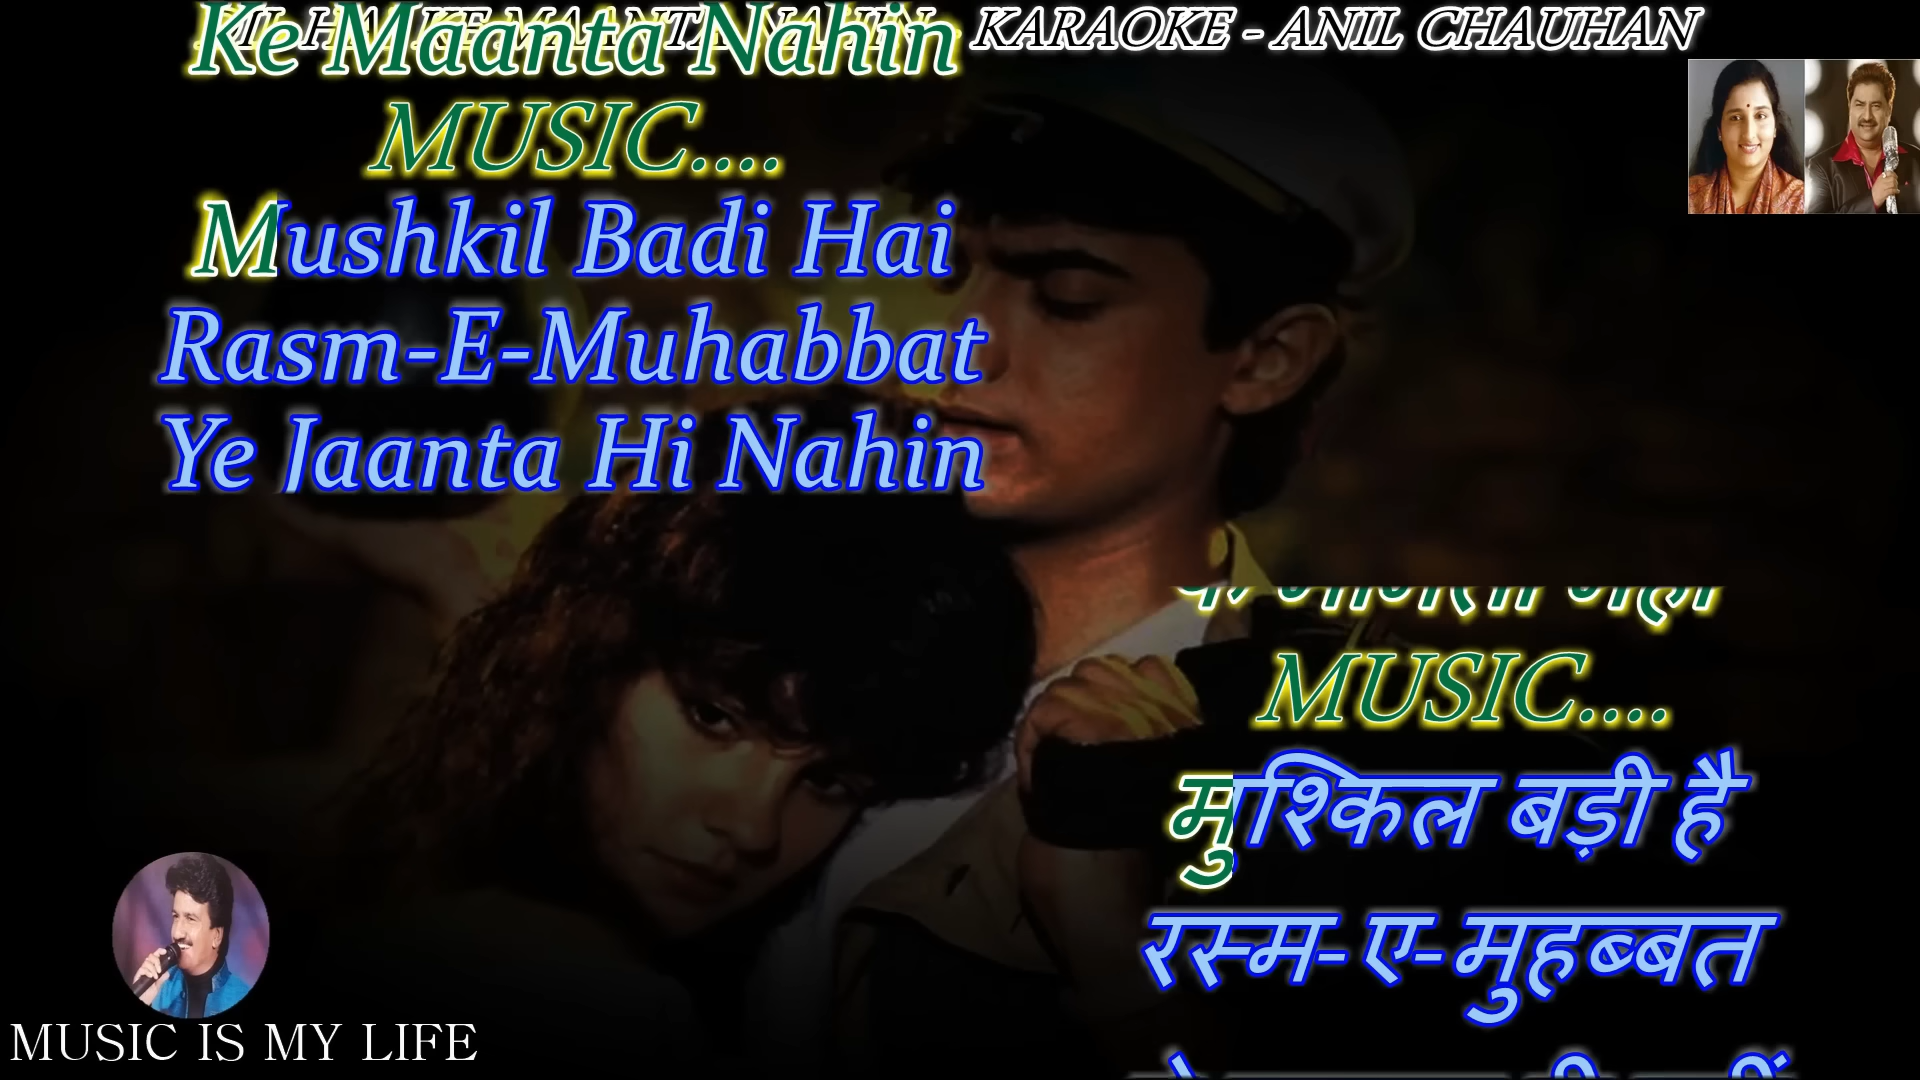 KARAOKE - ANIL CHAUHAN
Ke Maanta Nahin
MUSIC....
Mushkil Badi Hai
Rasm-E-Muhabbat
Ye Jaanta Hi Nahin
MUSIC....
मुश्किल बड़ी है
रस्म-ए-मुहब्बत
MUSIC IS MY LIFE